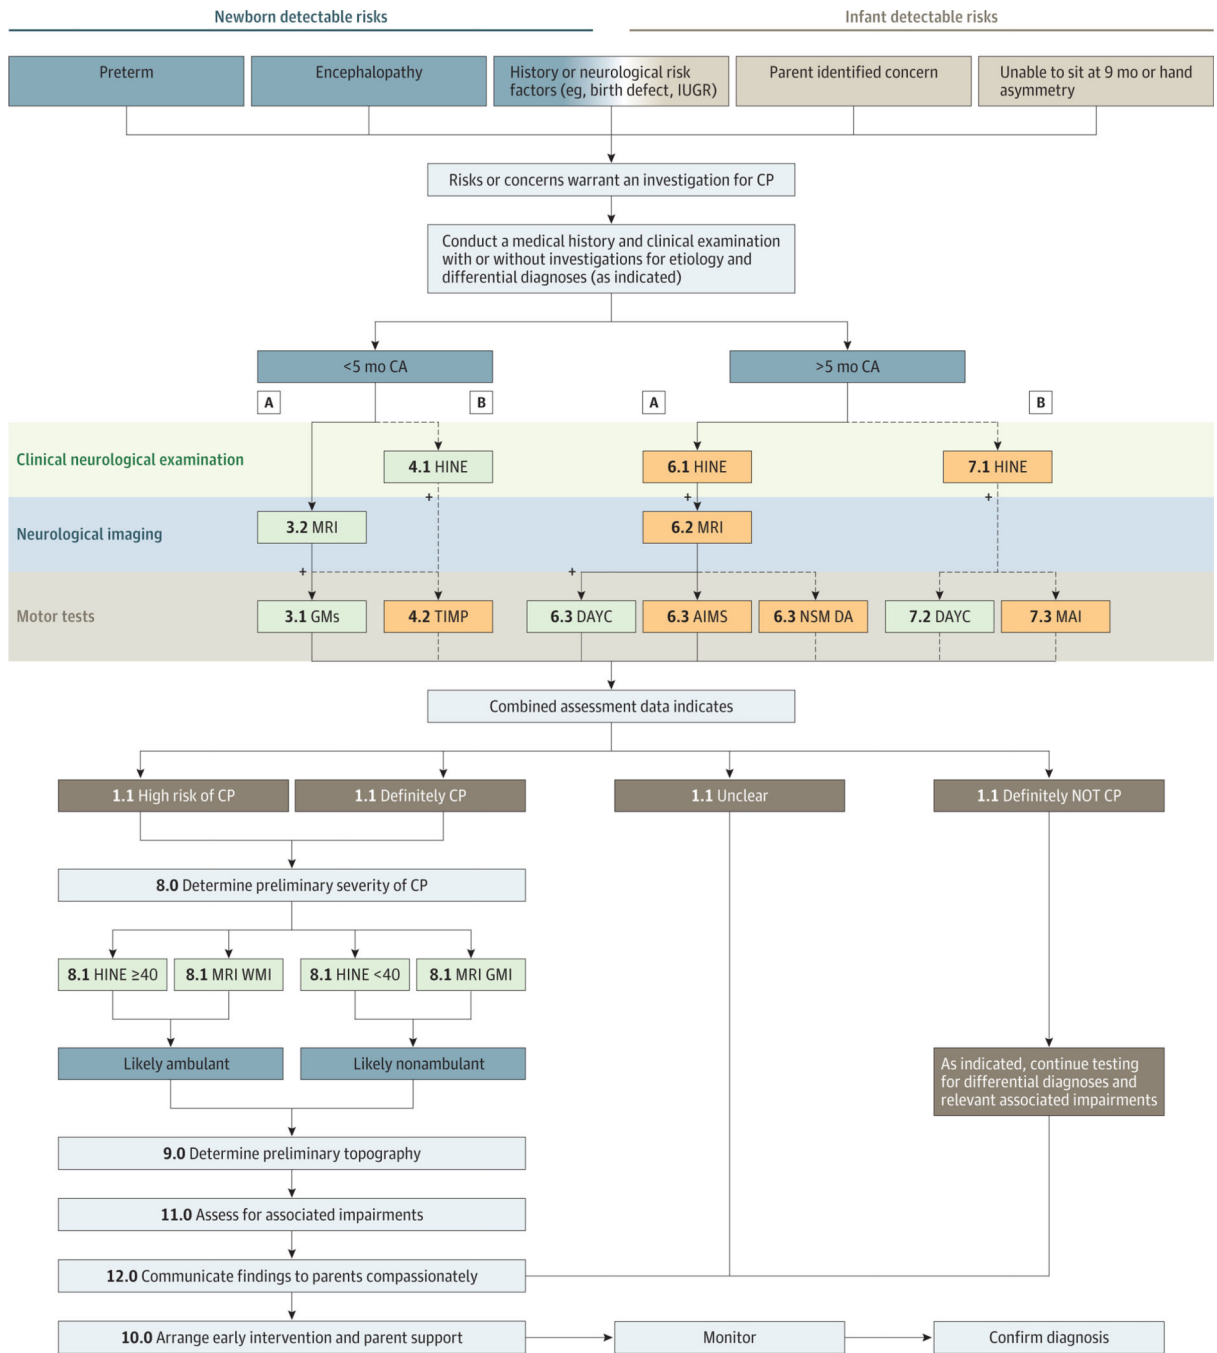 Newborn detectable risks
Infant detectable risks
Preterm
Encephalopathy
History or neurological risk
factors (eg, birth defect, IUGR)
Parent identified concern
Unable to sit at 9 mo or hand
asymmetry
Risks or concerns warrant an investigation for CP
Conduct a medical history and clinical examination
with or without investigations for etiology and
differential diagnoses (as indicated)
<5 mo CA
>5 mo CA
A
B
A
B
Clinical neurological examination
4.1 HINE
6.1 HINE
7.1 HINE
+
+
+
Neurological imaging
3.2 MRI
6.2 MRI
+
+
Motor tests
3.1 GMs
4.2 TIMP
6.3 DAYC
6.3 AIMS
6.3 NSM DA
7.2 DAYC
7.3 MAI
Combined assessment data indicates
1.1 High risk of CP
1.1 Definitely CP
1.1 Unclear
1.1 Definitely NOT CP
8.0 Determine preliminary severity of CP
8.1 HINE ≥40
8.1 MRI WMI
8.1 HINE <40
8.1 MRI GMI
Likely ambulant
Likely nonambulant
As indicated, continue testing
for differential diagnoses and
relevant associated impairments
9.0 Determine preliminary topography
11.0 Assess for associated impairments
12.0 Communicate findings to parents compassionately
10.0 Arrange early intervention and parent support
Monitor
Confirm diagnosis